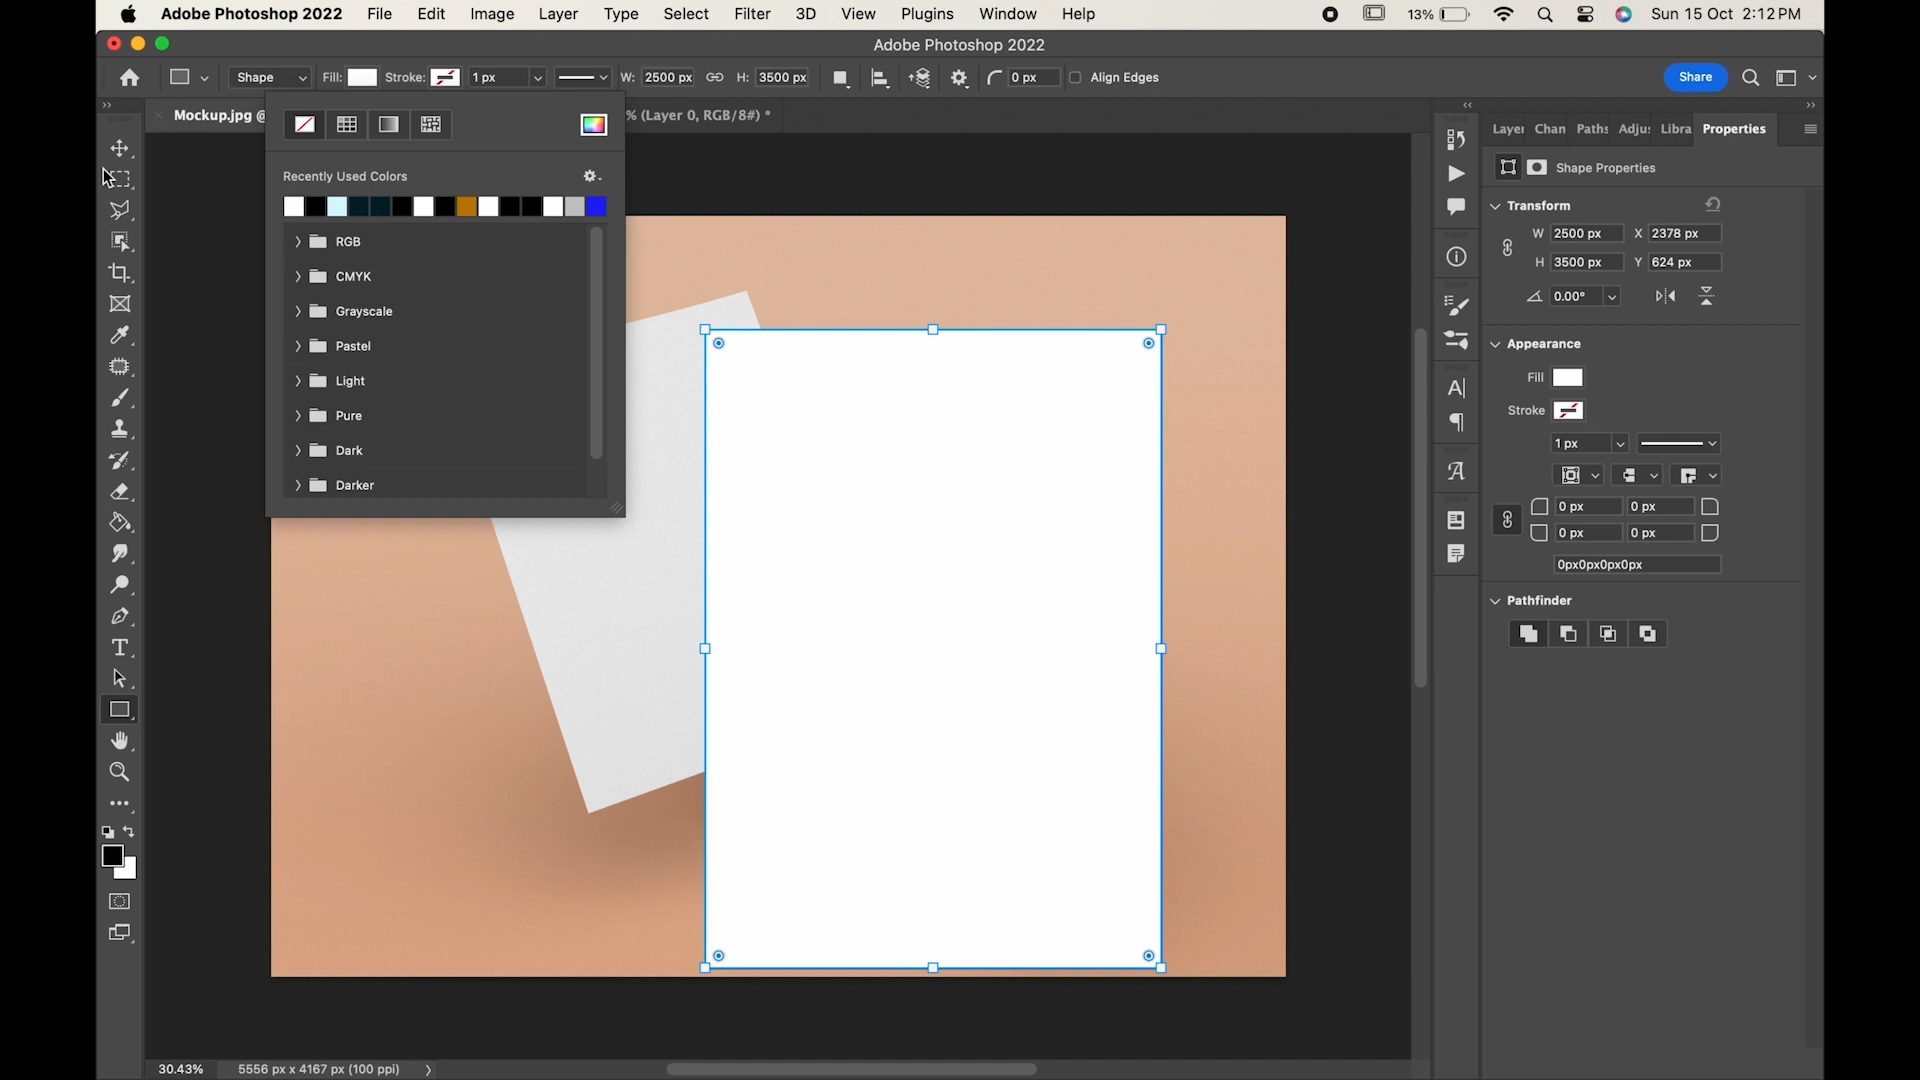 Adobe Photoshop 2022 File Edit Image Layer Type Select Filter 3D View Plugins Window Help 13% Sun 15 Oct 2:12 PM
Adobe Photoshop 2022
Shape Fill: Stroke: 1 px W: 2500 px H: 3500 px 0 px Align Edges Share
Mockup.jpg @ % (Layer 0, RGB/8#) *
Layer Chan Paths Adju Libra Properties
Shape Properties
Recently Used Colors
RGB
CMYK
Grayscale
Pastel
Light
Pure
Dark
Darker
Transform
W 2500 px X 2378 px
H 3500 px Y 624 px
0.00°
Appearance
Fill
Stroke
1 px
0 px 0 px
0 px 0 px
0px0px0px0px
Pathfinder
30.43% 5556 px x 4167 px (100 ppi)